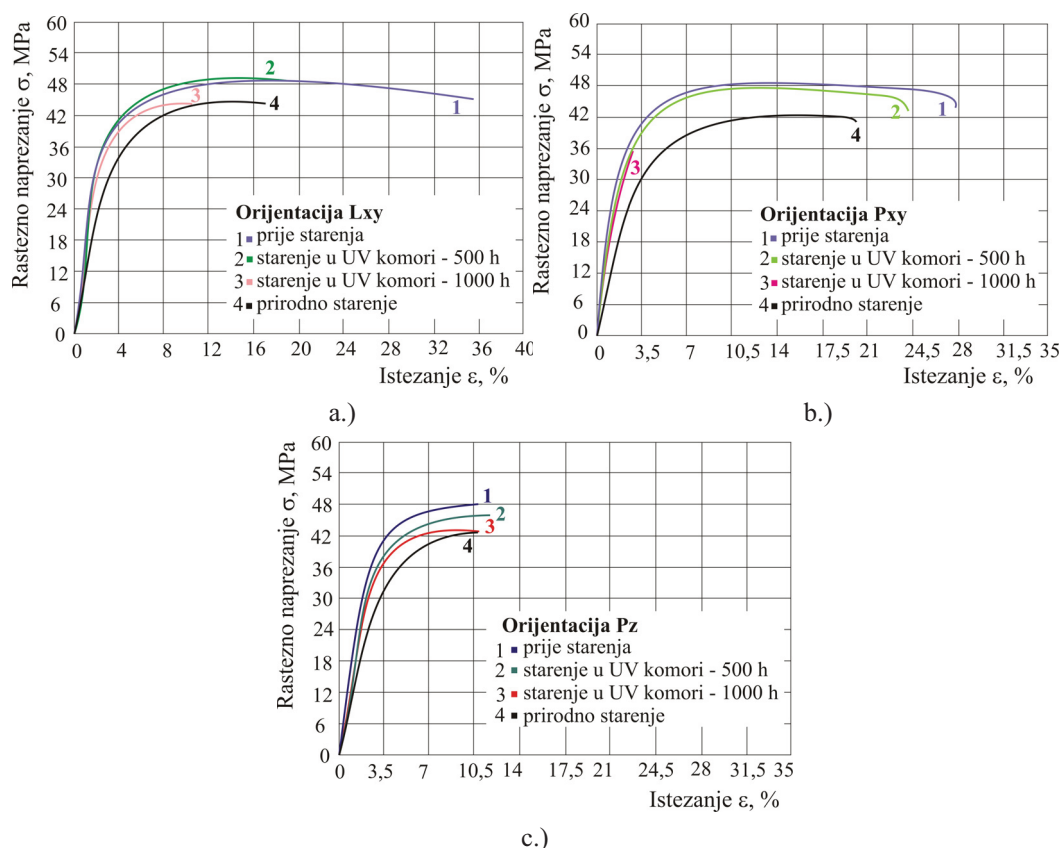 Rastezno naprezanje σ, MPa
60
54
48
42
36
30
24
18
12
6
0
2
3
4
1
Orijentacija Lxy
1 prije starenja
2 starenje u UV komori - 500 h
3 starenje u UV komori - 1000 h
4 prirodno starenje
0 4 8 12 16 20 24 28 32 36 40
Istezanje ε, %
a.)
Rastezno naprezanje σ, MPa
60
54
48
42
36
30
24
18
12
6
0
2
1
4
3
Orijentacija Pxy
1 prije starenja
2 starenje u UV komori - 500 h
3 starenje u UV komori - 1000 h
4 prirodno starenje
0 3,5 7 10,5 14 17,5 21 24,5 28 31,5 35
Istezanje ε, %
b.)
Rastezno naprezanje σ, MPa
60
54
48
42
36
30
24
18
12
6
0
1
2
3
4
Orijentacija Pz
1 prije starenja
2 starenje u UV komori - 500 h
3 starenje u UV komori - 1000 h
4 prirodno starenje
0 3,5 7 10,5 14 17,5 21 24,5 28 31,5 35
Istezanje ε, %
c.)